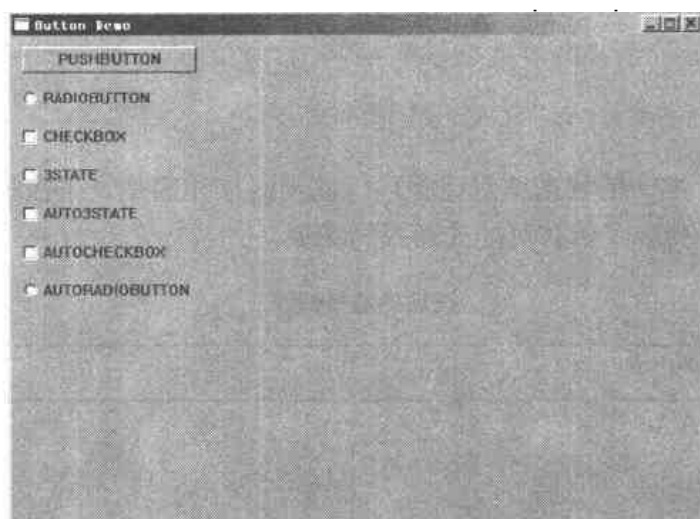 Button Demo
PUSHBUTTON
RADIOBUTTON
CHECKBOX
3STATE
AUTO3STATE
AUTOCHECKBOX
AUTORADIOBUTTON